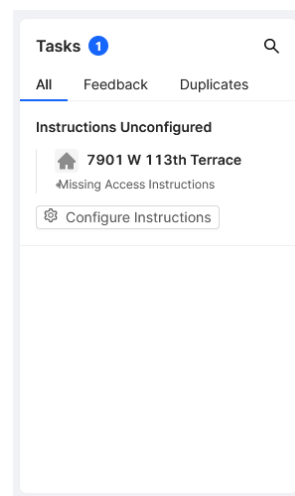 Tasks 1
All Feedback Duplicates
Instructions Unconfigured
7901 W 113th Terrace
Missing Access Instructions
Configure Instructions